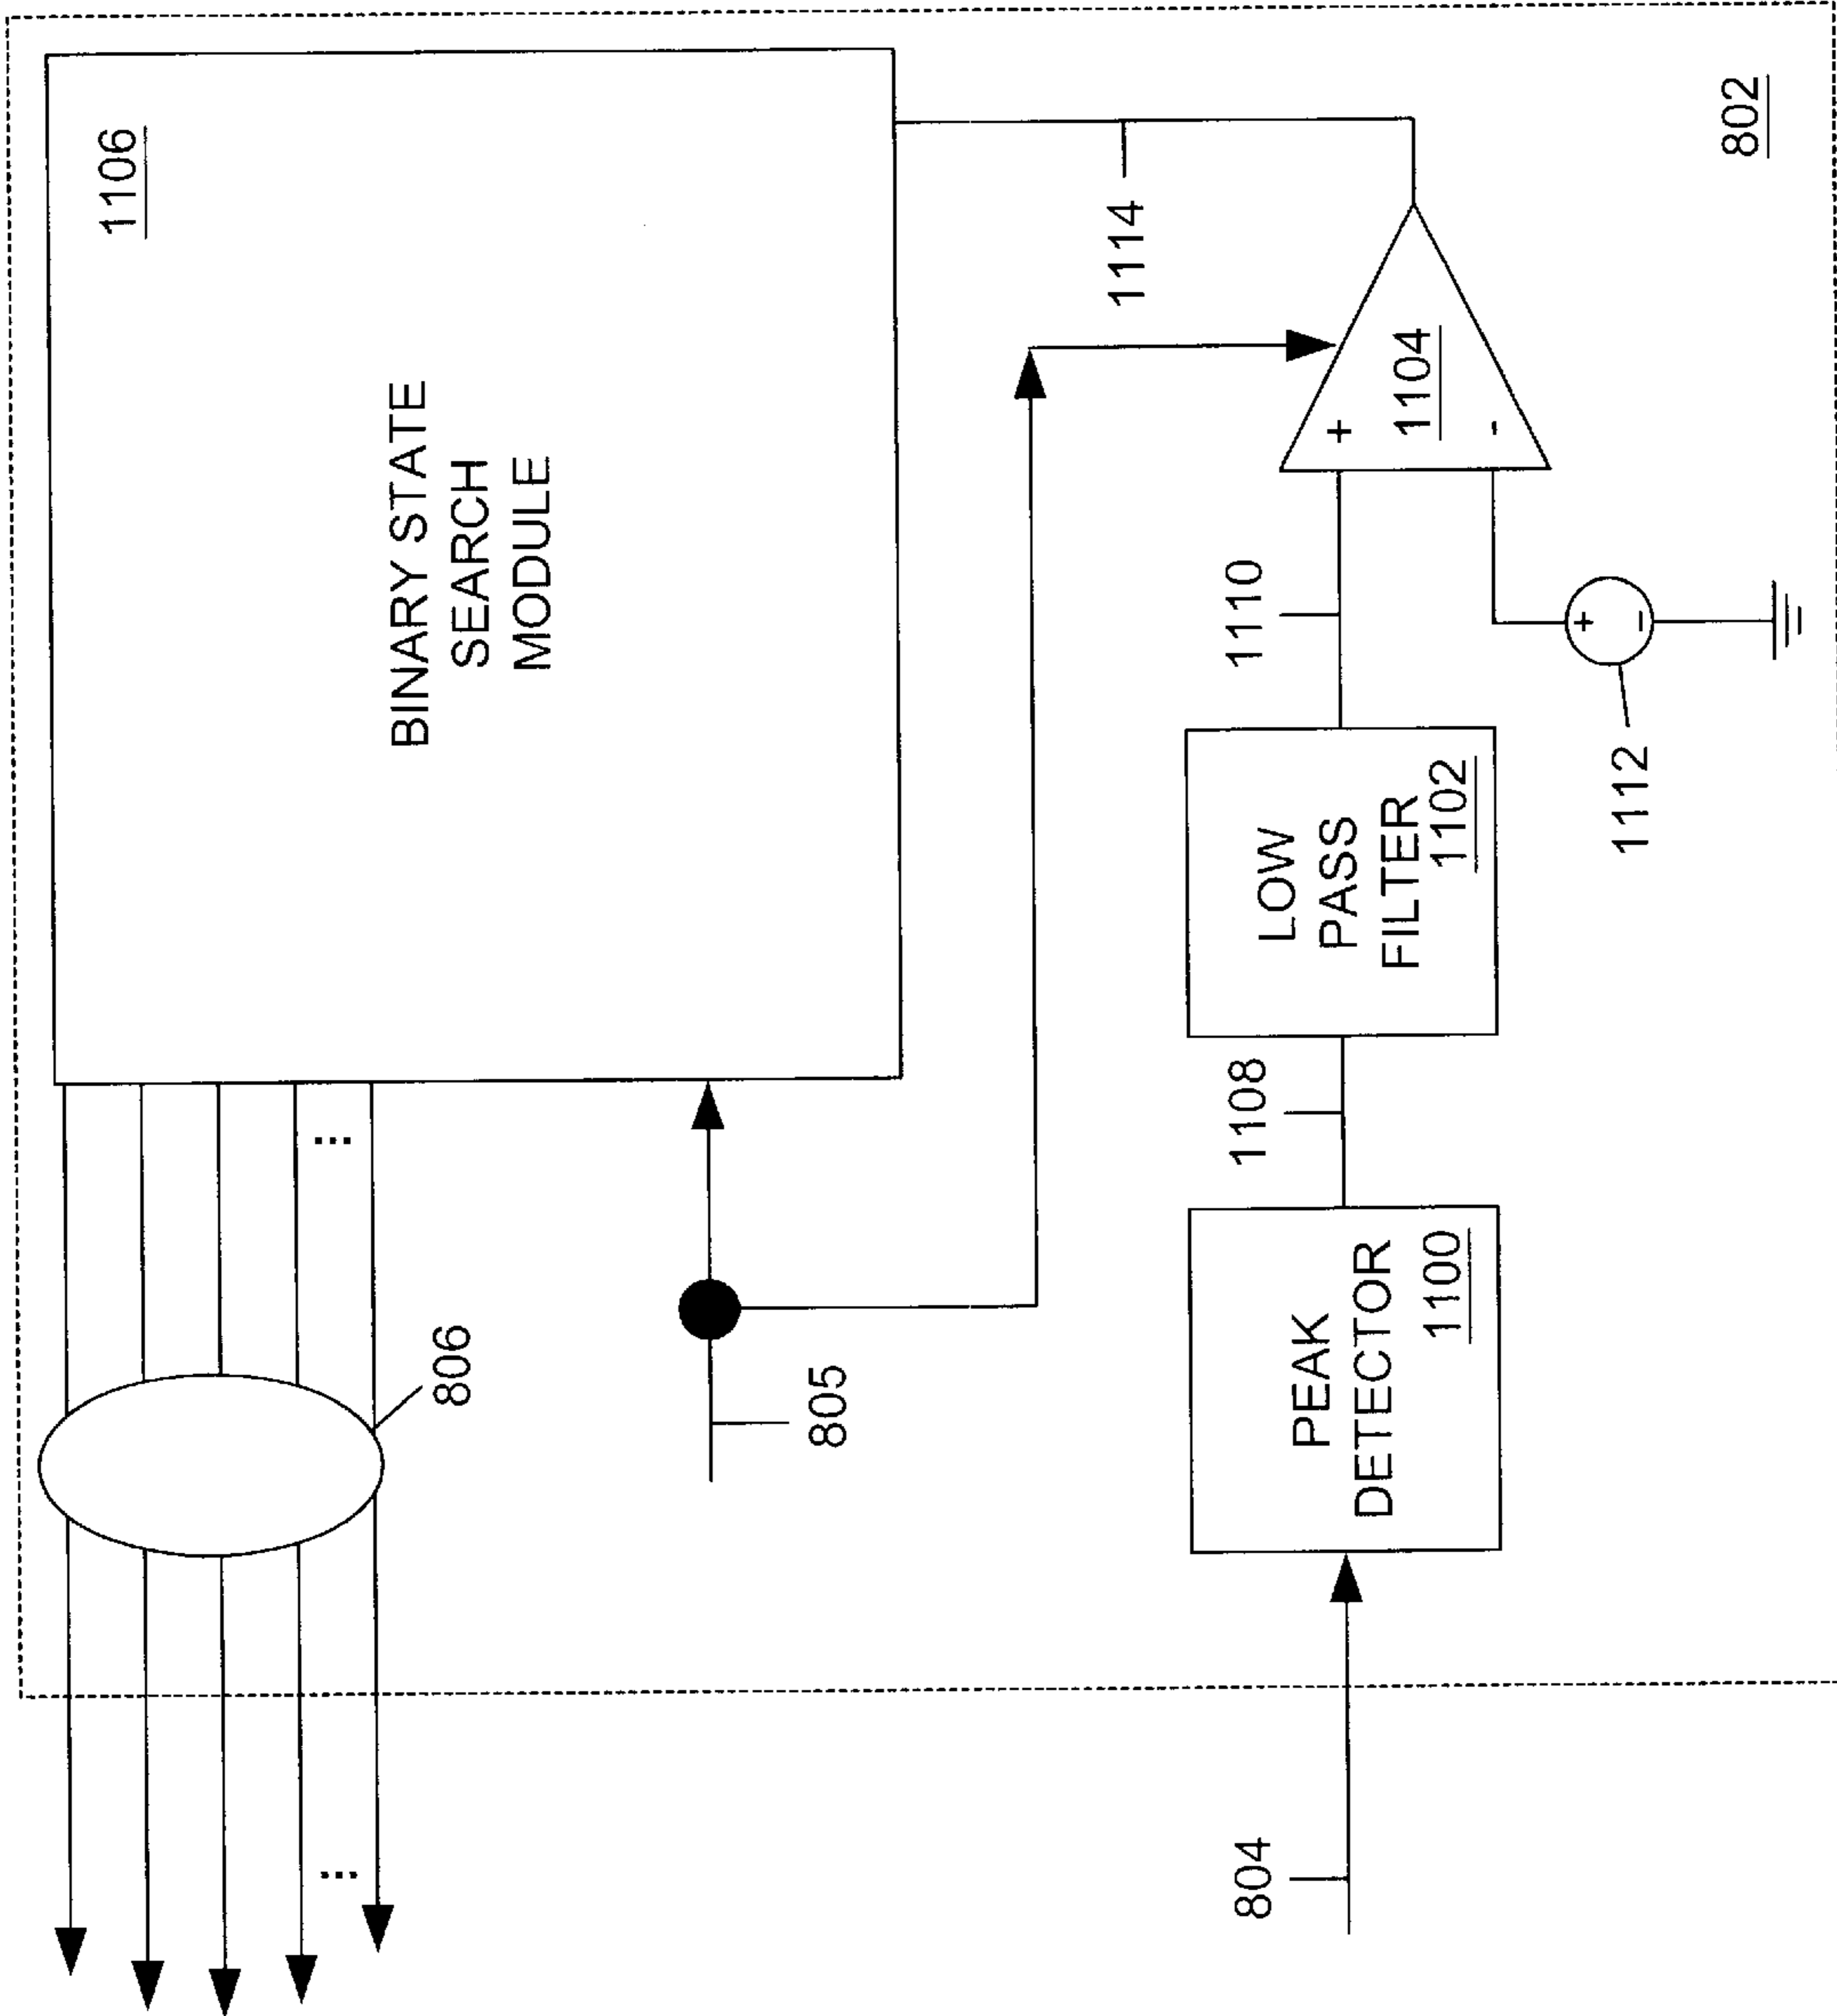 1106
BINARY STATE
SEARCH
MODULE
...
...
806
805
1114
1104
+
-
1110
1108
LOW
PASS
FILTER
1102
PEAK
DETECTOR
1100
804
+
-
1112
802